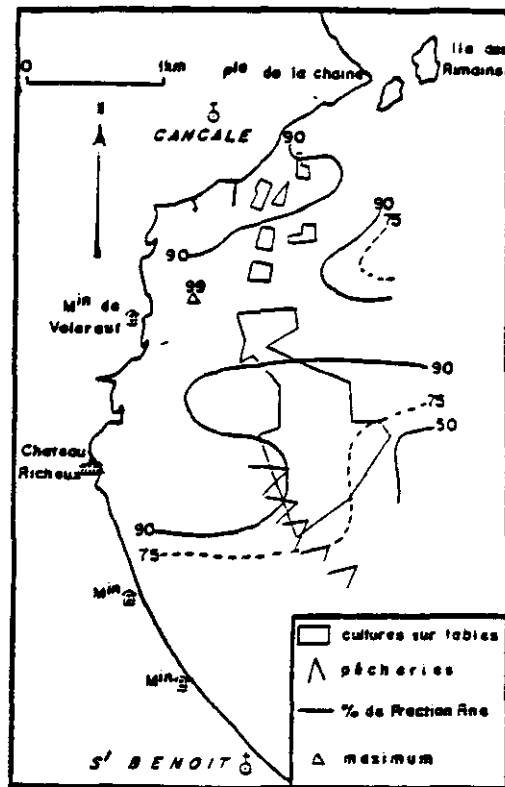 Ile des
Rimains
0 1km
pte de la chaine
N
CANCALE
90
90
75
90
99
Min de
Volarauf
90
75
50
Chateau
Richeux
90
75
Min
Min
cultures sur tables
pêcheries
% de fraction fine
maximum
St BENOIT